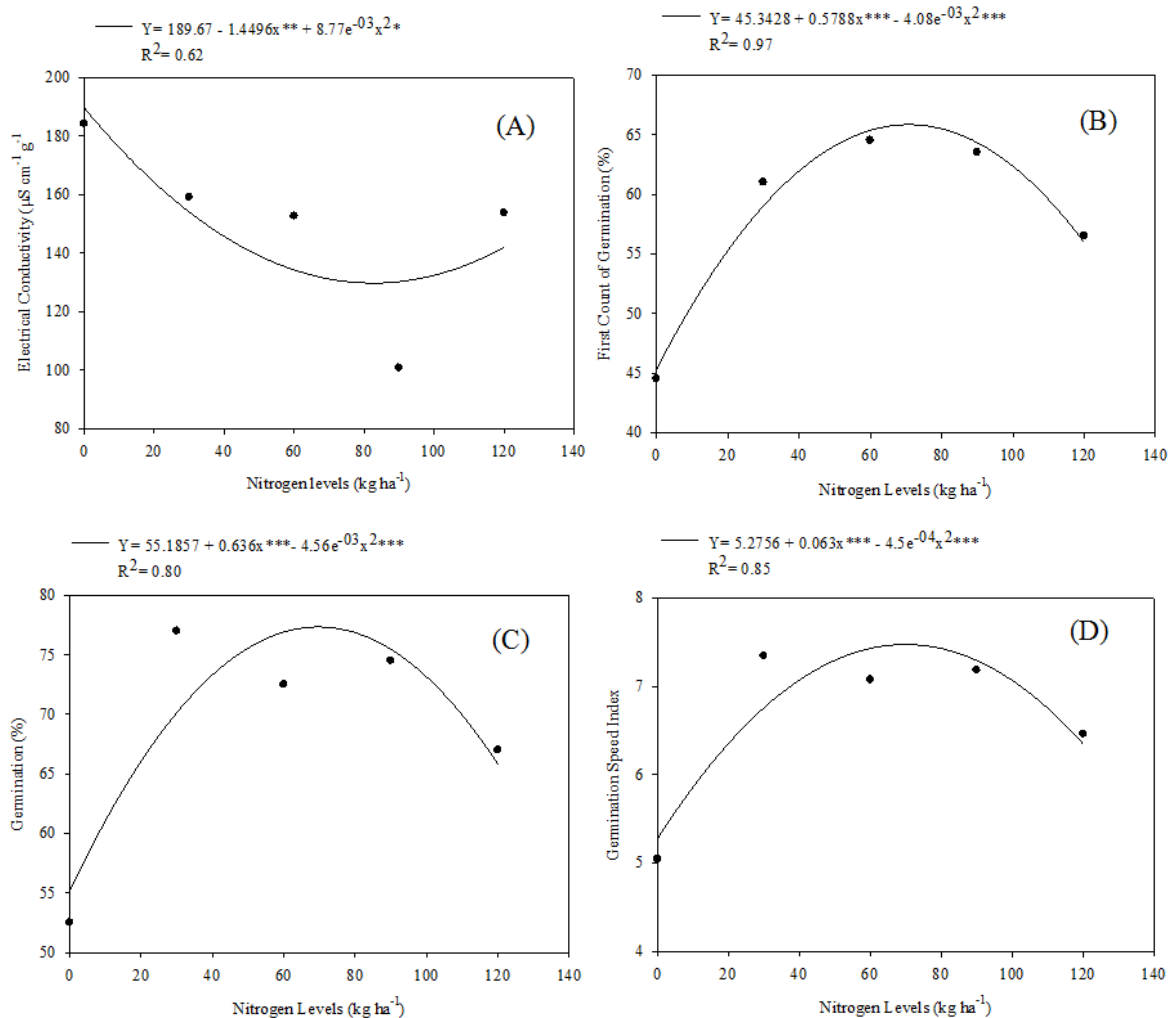 Y= 189.67 - 1.4496x** + 8.77e⁻⁰³x²*
R²= 0.62
200
180
160
140
120
100
80
Electrical Conductivity (µS cm⁻¹ g⁻¹)
(A)
0 20 40 60 80 100 120 140
Nitrogen levels (kg ha⁻¹)
Y= 45.3428 + 0.5788x*** - 4.08e⁻⁰³x²***
R²= 0.97
70
65
60
55
50
45
40
First Count of Germination (%)
(B)
0 20 40 60 80 100 120 140
Nitrogen Levels (kg ha⁻¹)
Y= 55.1857 + 0.636x***- 4.56e⁻⁰³x²***
R²= 0.80
80
75
70
65
60
55
50
Germination (%)
(C)
0 20 40 60 80 100 120 140
Nitrogen Levels (kg ha⁻¹)
Y= 5.2756 + 0.063x*** - 4.5e⁻⁰⁴x²***
R²= 0.85
8
7
6
5
4
Germination Speed Index
(D)
0 20 40 60 80 100 120 140
Nitrogen Levels (kg ha⁻¹)